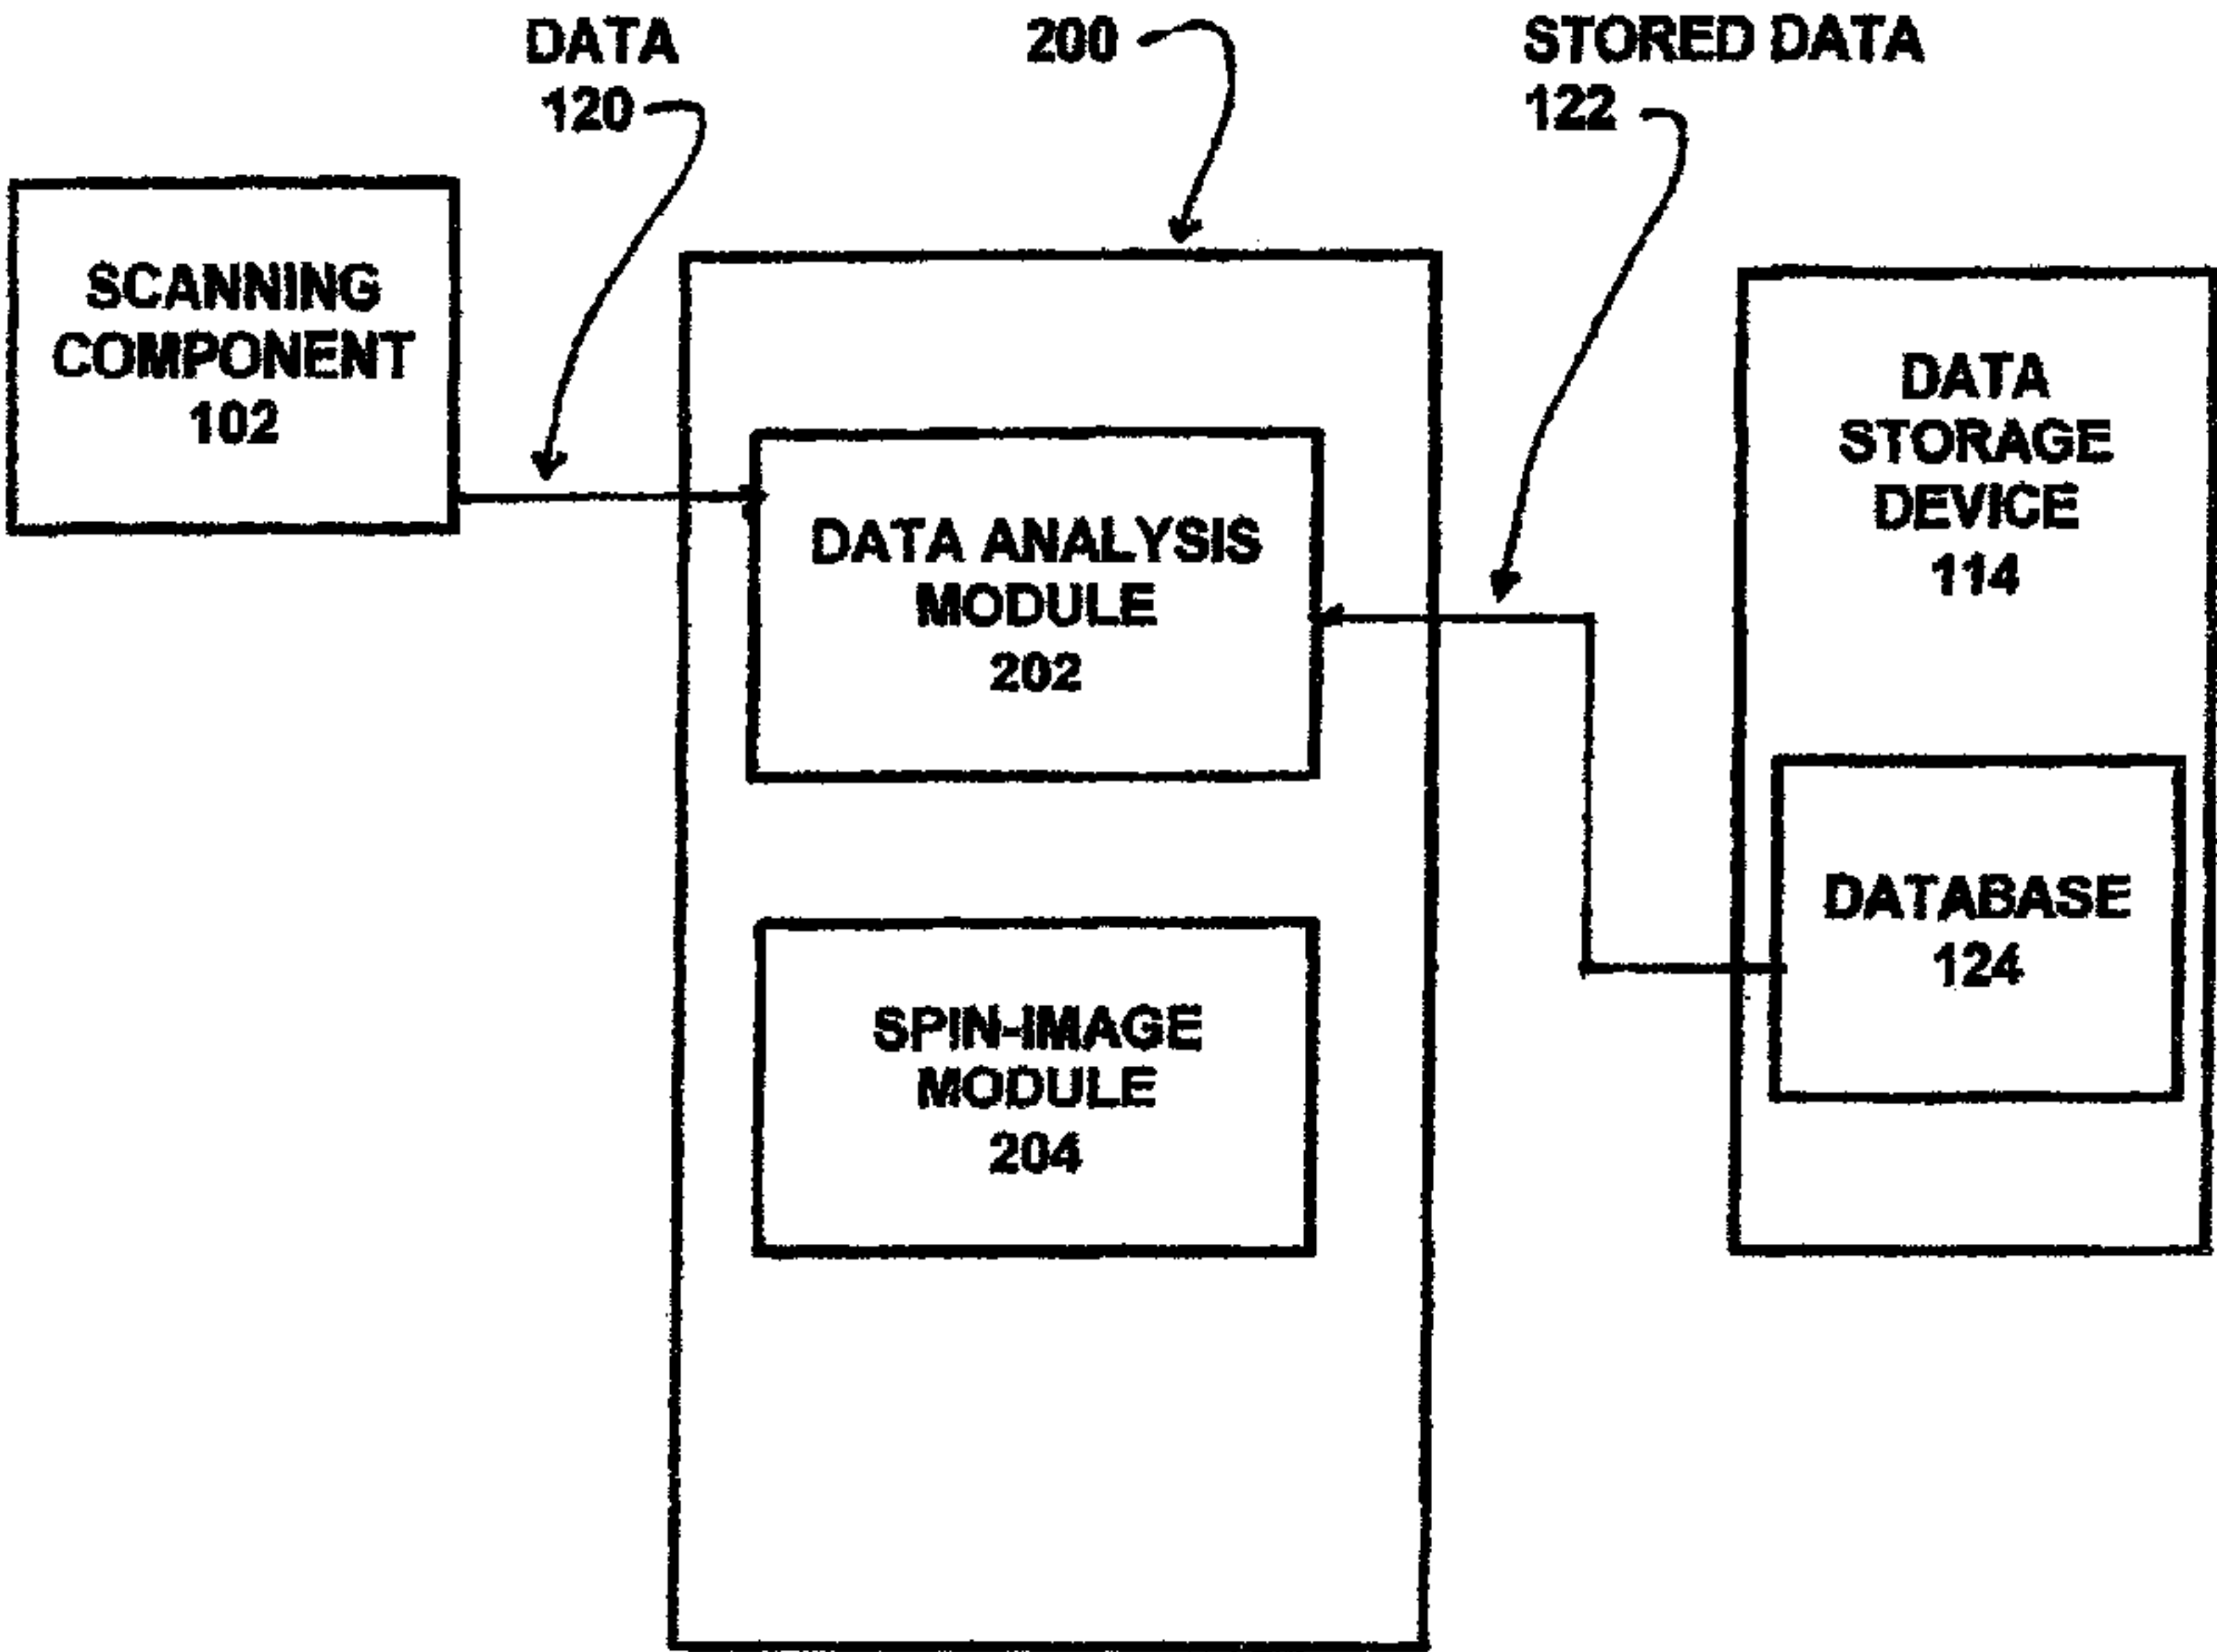 DATA
120
200
STORED DATA
122
SCANNING
COMPONENT
102
DATA ANALYSIS
MODULE
202
SPIN-IMAGE
MODULE
204
DATA
STORAGE
DEVICE
114
DATABASE
124